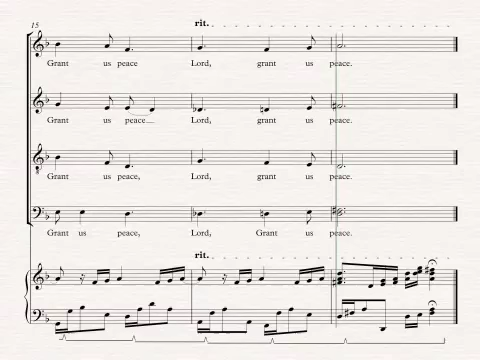 15
rit.
Grant us peace Lord, grant us peace.
Grant us peace Lord, grant us peace.
Grant us peace, Lord, grant us peace.
Grant us peace, Lord, Grant us peace.
rit.